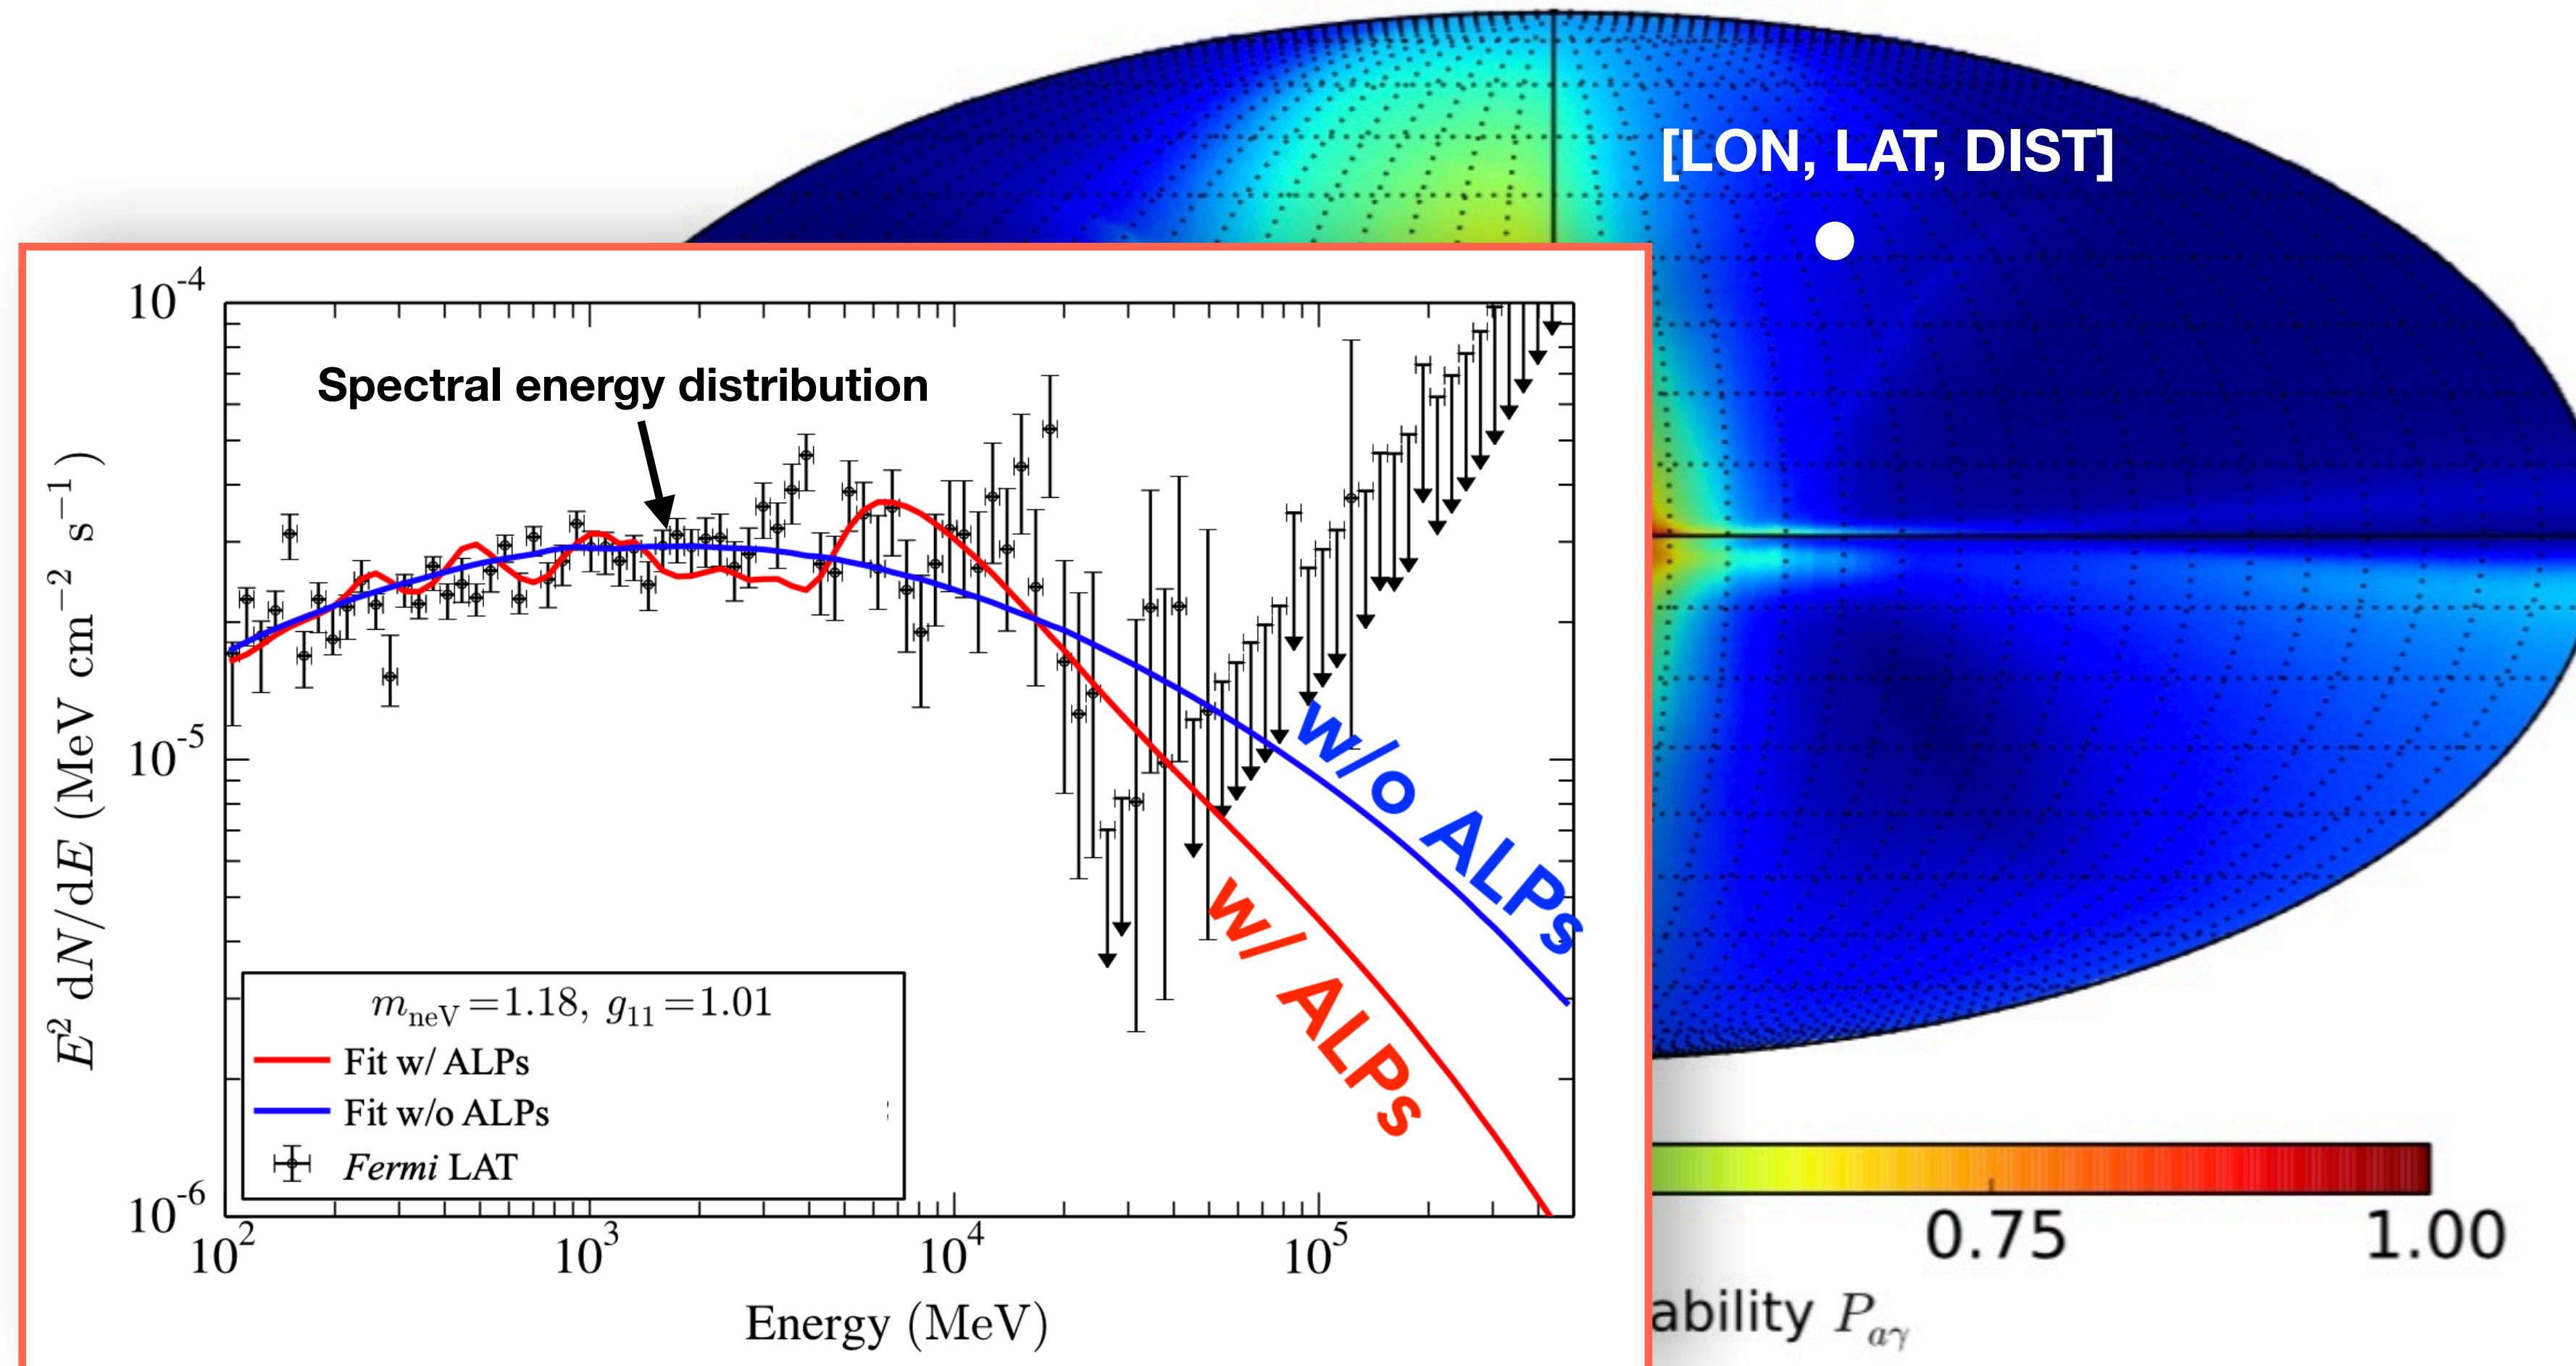 [LON, LAT, DIST]
10^-4
Spectral energy distribution
E^2 dN/dE (MeV cm^-2 s^-1)
10^-5
w/o ALPs
w/ ALPs
m_neV = 1.18, g_11 = 1.01
Fit w/ ALPs
Fit w/o ALPs
Fermi LAT
10^-6
10^2 10^3 10^4 10^5
Energy (MeV)
0.75 1.00
ability P_aγ